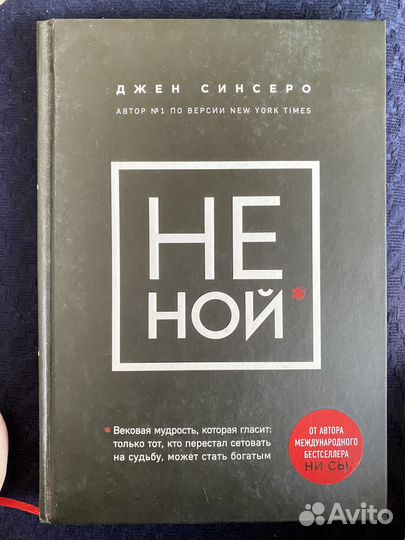 ДЖЕН СИНСЕРО
АВТОР №1 ПО ВЕРСИИ NEW YORK TIMES
НЕ
НОЙ*
* Вековая мудрость, которая гласит:
только тот, кто перестал сетовать
на судьбу, может стать богатым
ОТ АВТОРА
МЕЖДУНАРОДНОГО
БЕСТСЕЛЛЕРА
НИ СЫ
Avito